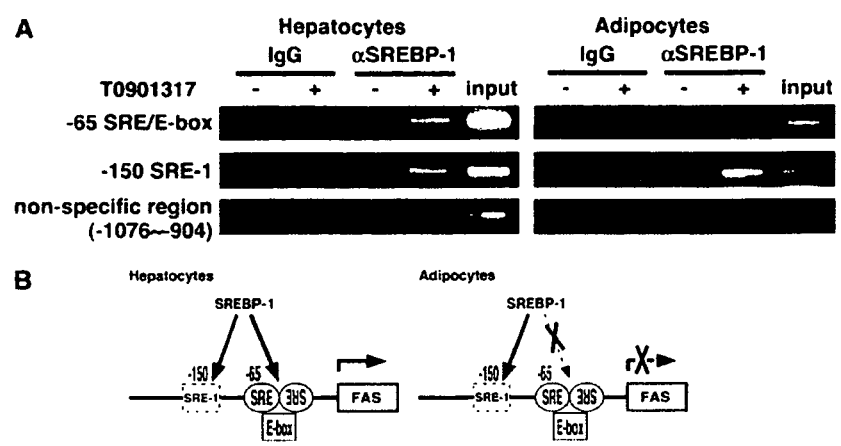 A
Hepatocytes Adipocytes
IgG αSREBP-1 IgG αSREBP-1
T0901317 - + - + input - + - + input
-65 SRE/E-box
-150 SRE-1
non-specific region
(-1076~-904)
B
Hepatocytes Adipocytes
SREBP-1 SREBP-1
-150 -65 -150 -65
SRE-1 SRE SRE FAS SRE-1 SRE SRE FAS
E-box E-box